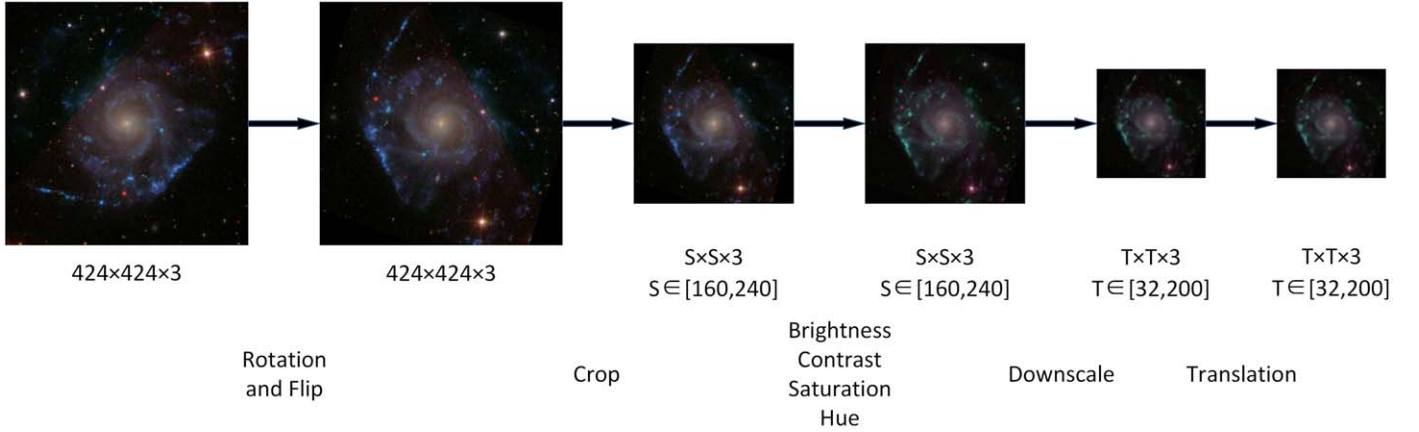 424×424×3
424×424×3
S×S×3
S∈[160,240]
S×S×3
S∈[160,240]
T×T×3
T∈[32,200]
T×T×3
T∈[32,200]
Rotation
and Flip
Crop
Brightness
Contrast
Saturation
Hue
Downscale
Translation